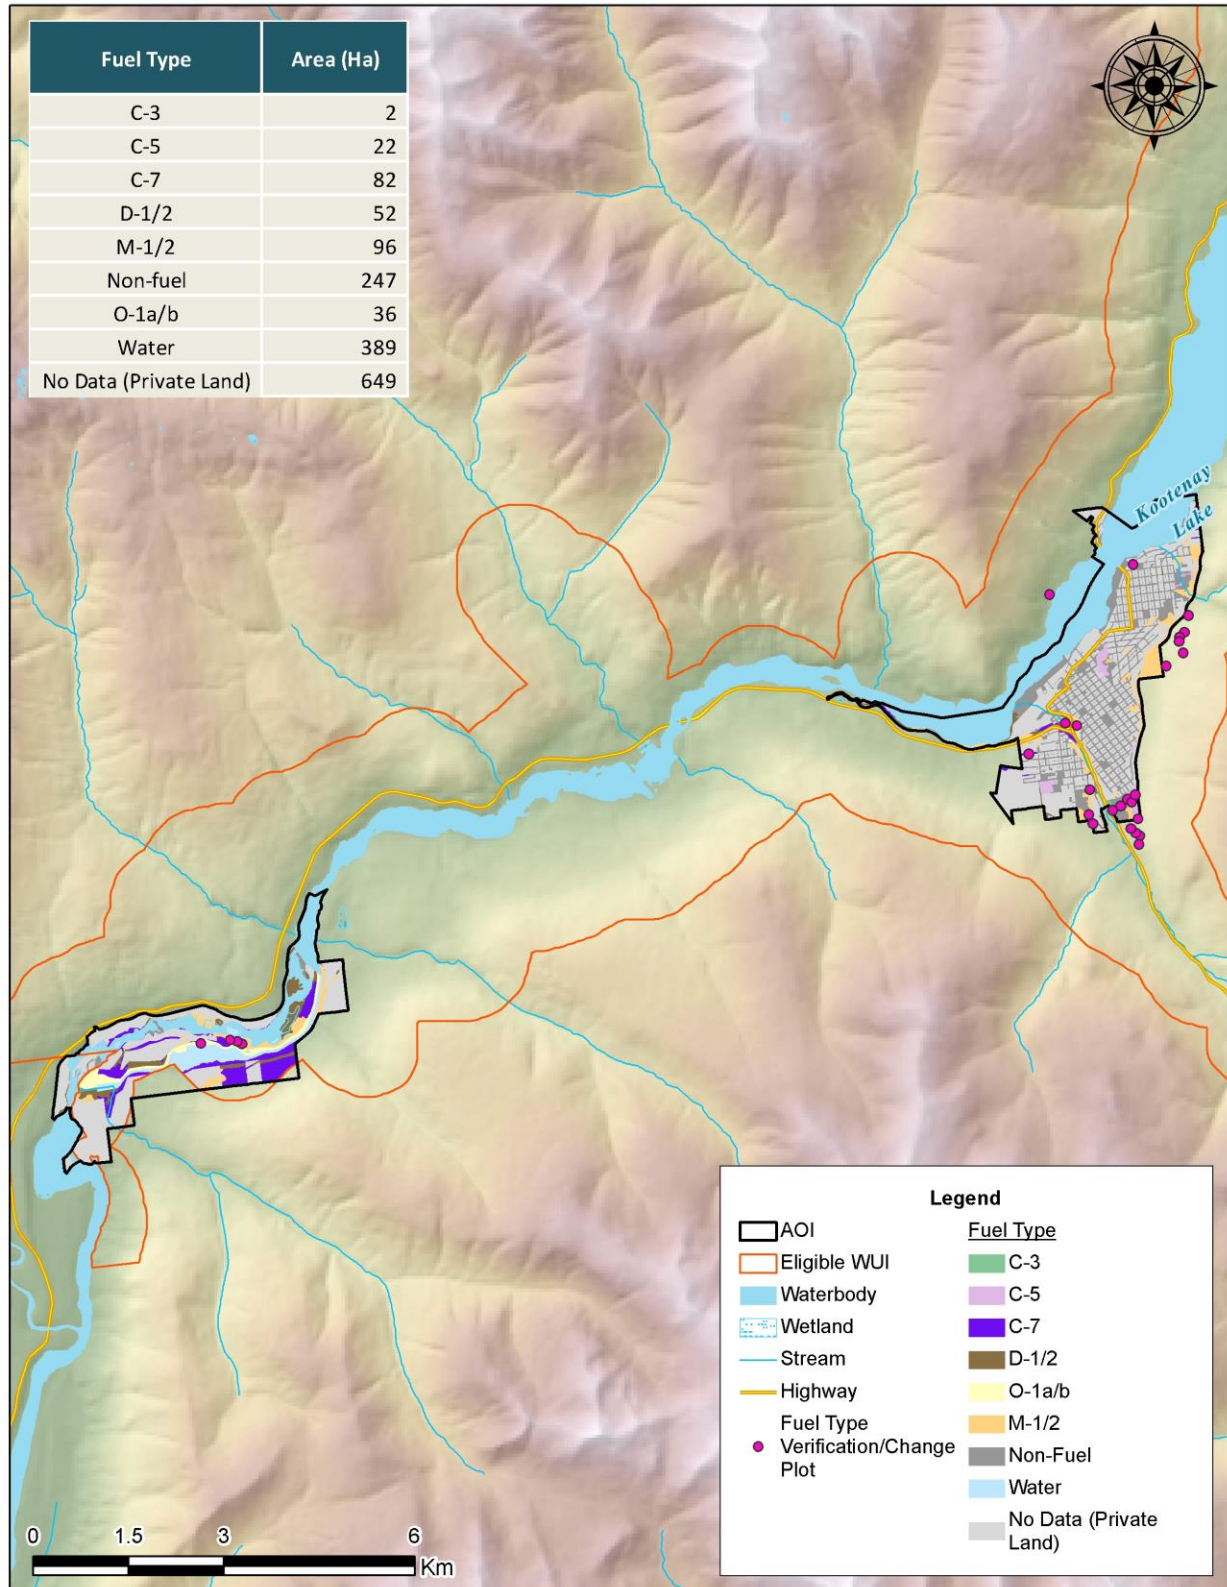 Fuel Type Area (Ha)
C-3 2
C-5 22
C-7 82
D-1/2 52
M-1/2 96
Non-fuel 247
O-1a/b 36
Water 389
No Data (Private Land) 649
Kootenay
Lake
Legend
AOI
Eligible WUI
Waterbody
Wetland
Stream
Highway
Fuel Type
Verification/Change
Plot
Fuel Type
C-3
C-5
C-7
D-1/2
O-1a/b
M-1/2
Non-Fuel
Water
No Data (Private
Land)
0 1.5 3 6
Km